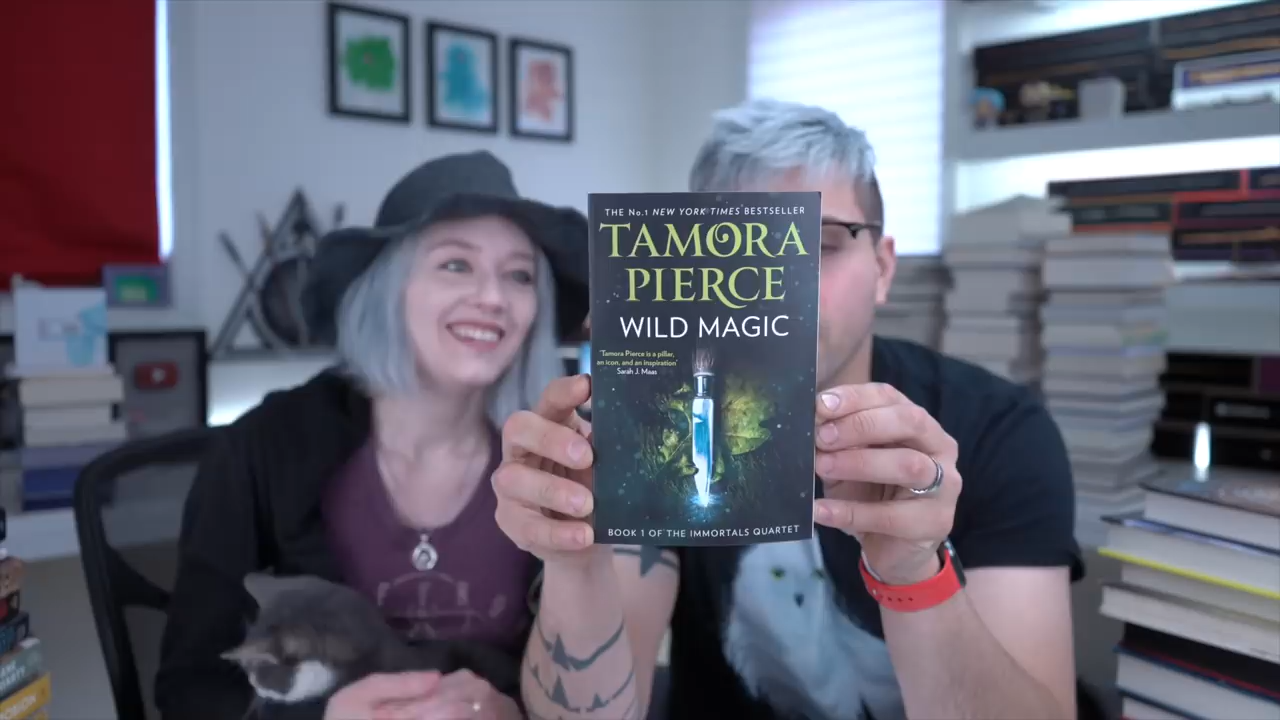 THE No.1 NEW YORK TIMES BESTSELLER
TAMORA
PIERCE
WILD MAGIC
'Tamora Pierce is a pillar,
an icon, and an inspiration'
Sarah J. Maas
BOOK 1 OF THE IMMORTALS QUARTET